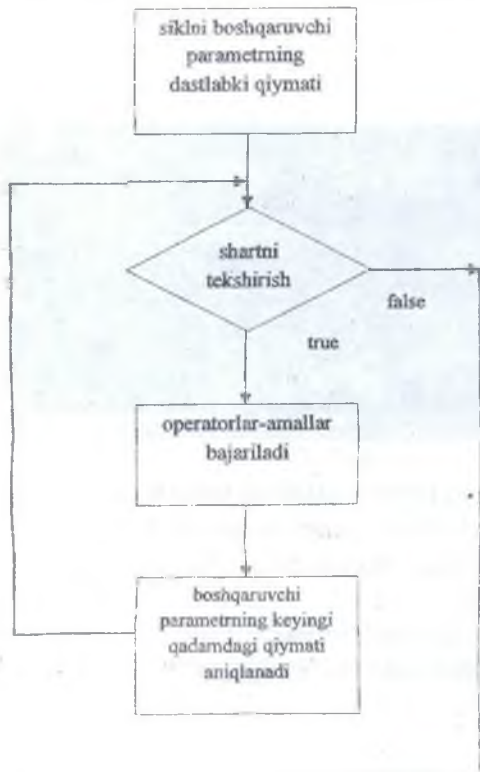 siklni boshqaruvchi
parametrning
dastlabki qiymati
shartni
tekshirish
false
true
operatorlar-amallar
bajariladi
boshqaruvchi
parametrning keyingi
qadamdagi qiymati
aniqlanadi